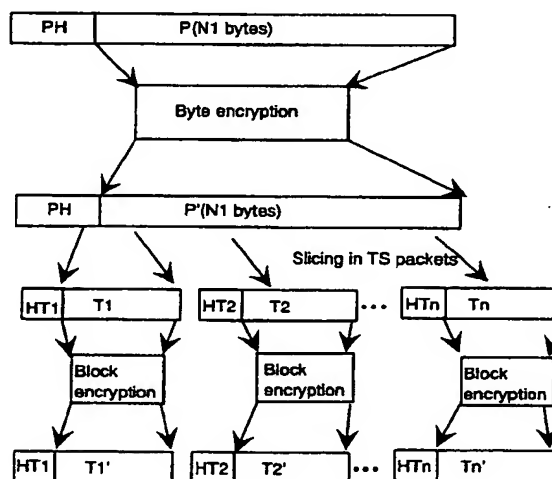 PH P(N1 bytes)
Byte encryption
PH P'(N1 bytes)
Slicing in TS packets
HT1 T1 HT2 T2 ••• HTn Tn
Block encryption Block encryption Block encryption
HT1 T1' HT2 T2' ••• HTn Tn'